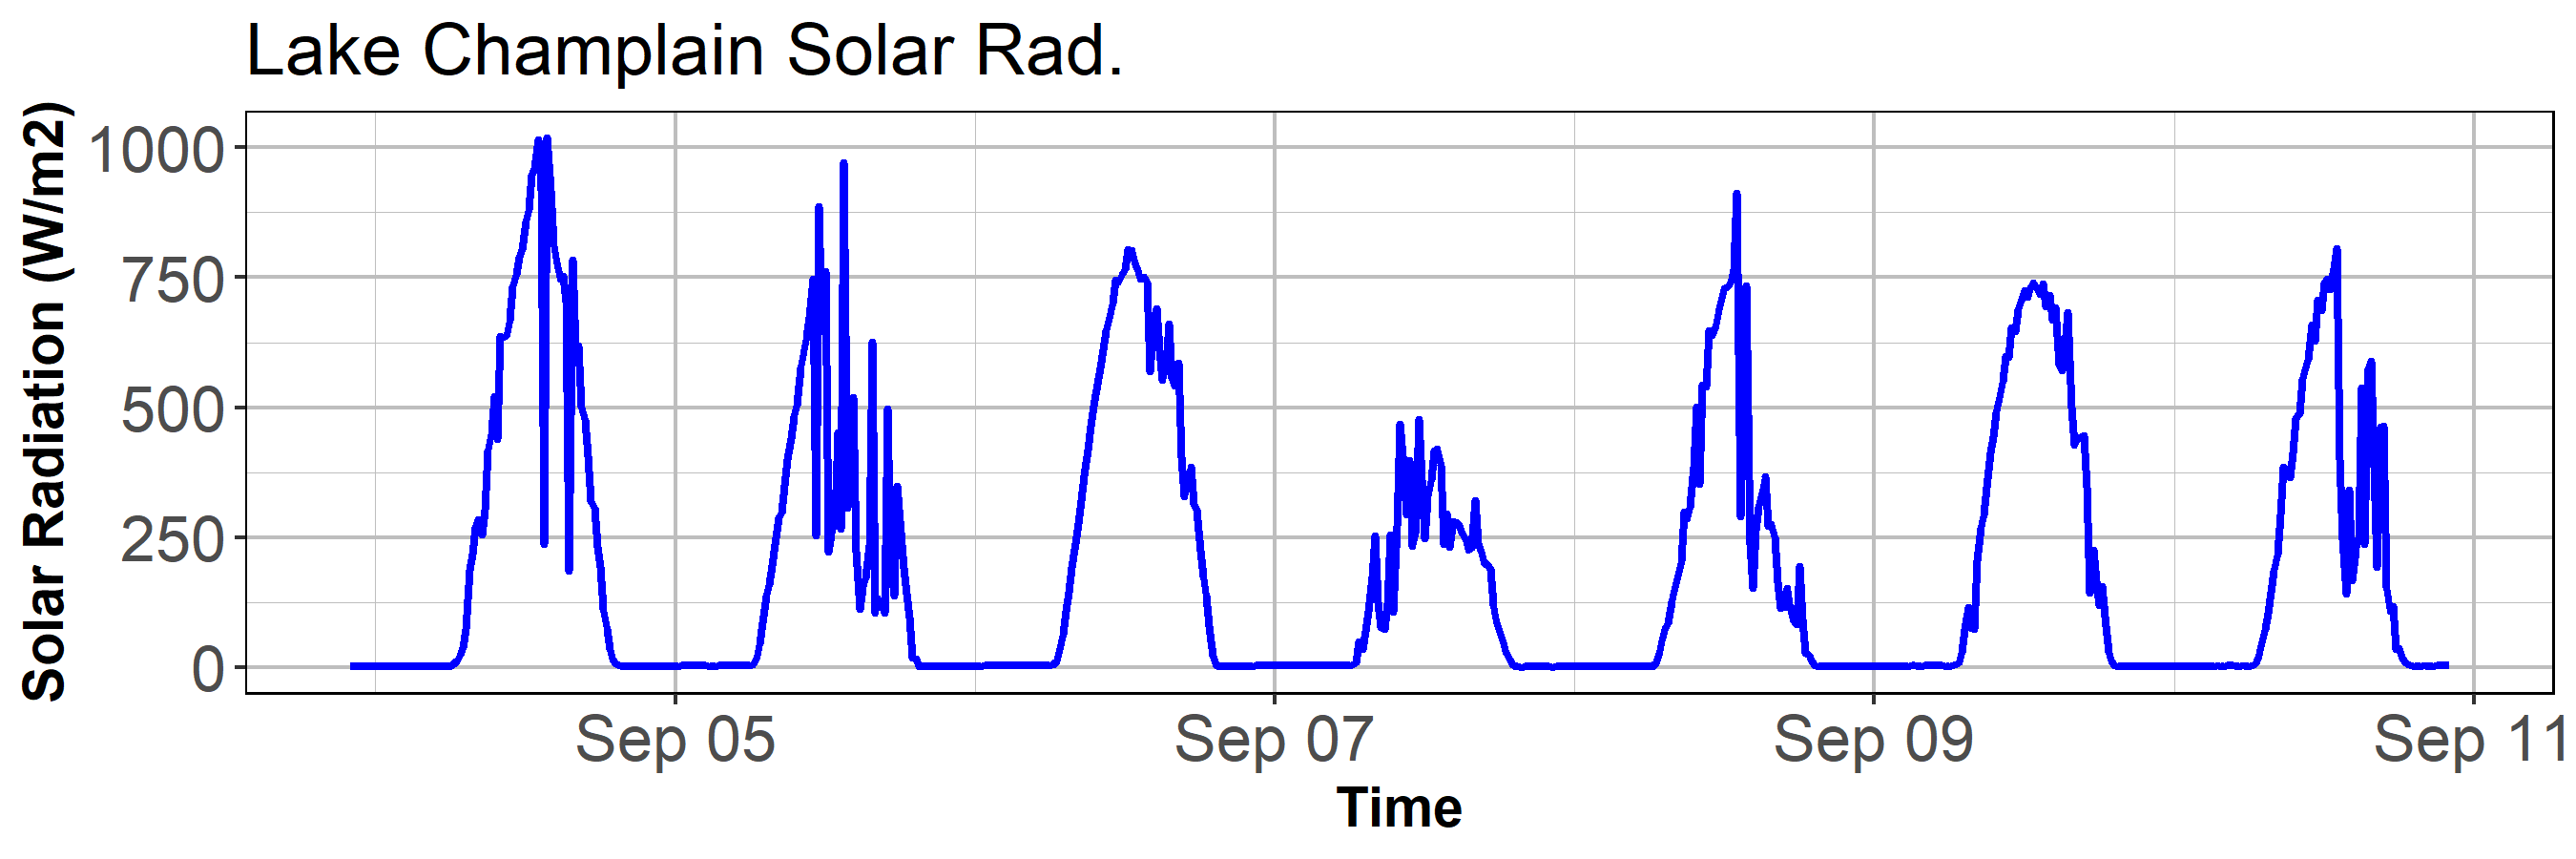 Lake Champlain Solar Rad.
Solar Radiation (W/m2)
1000
750
500
250
0
Sep 05
Sep 07
Sep 09
Sep 11
Time